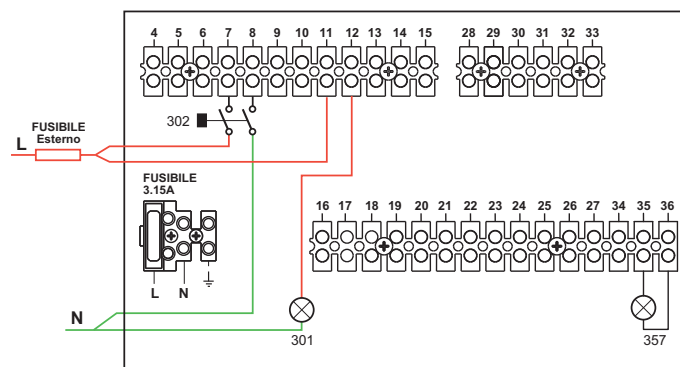 4 5 6 7 8 9 10 11 12 13 14 15 28 29 30 31 32 33
302
FUSIBILE
Esterno
L
FUSIBILE
3.15A
16 17 18 19 20 21 22 23 24 25 26 27 34 35 36
L N
N
301
357